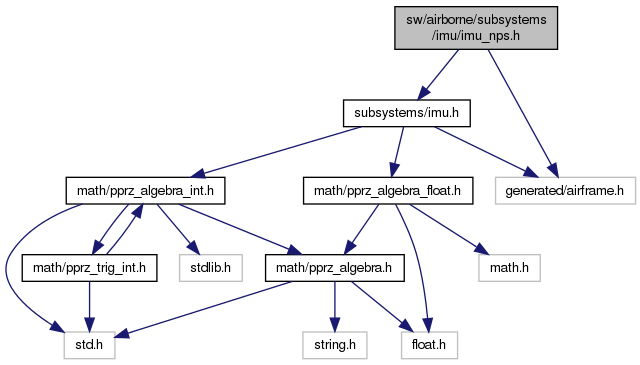 sw/airborne/subsystems
/imu/imu_nps.h
subsystems/imu.h
math/pprz_algebra_int.h
math/pprz_algebra_float.h
generated/airframe.h
math/pprz_trig_int.h
stdlib.h
math/pprz_algebra.h
math.h
std.h
string.h
float.h